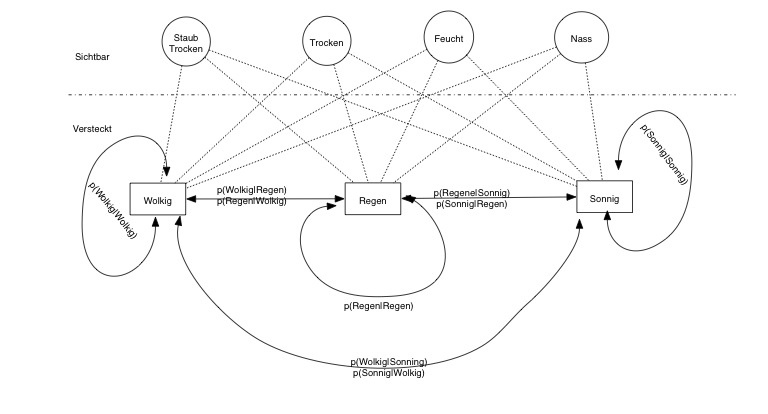 Staub
Trocken
Trocken
Feucht
Nass
Sichtbar
Versteckt
p(Sonnig|Sonnig)
p(Wolkig|Wolkig)
Wolkig
p(Wolkig|Regen)
p(Regen|Wolkig)
Regen
p(Regene|Sonnig)
p(Sonnig|Regen)
Sonnig
p(Regen|Regen)
p(Wolkig|Sonning)
p(Sonnig|Wolkig)